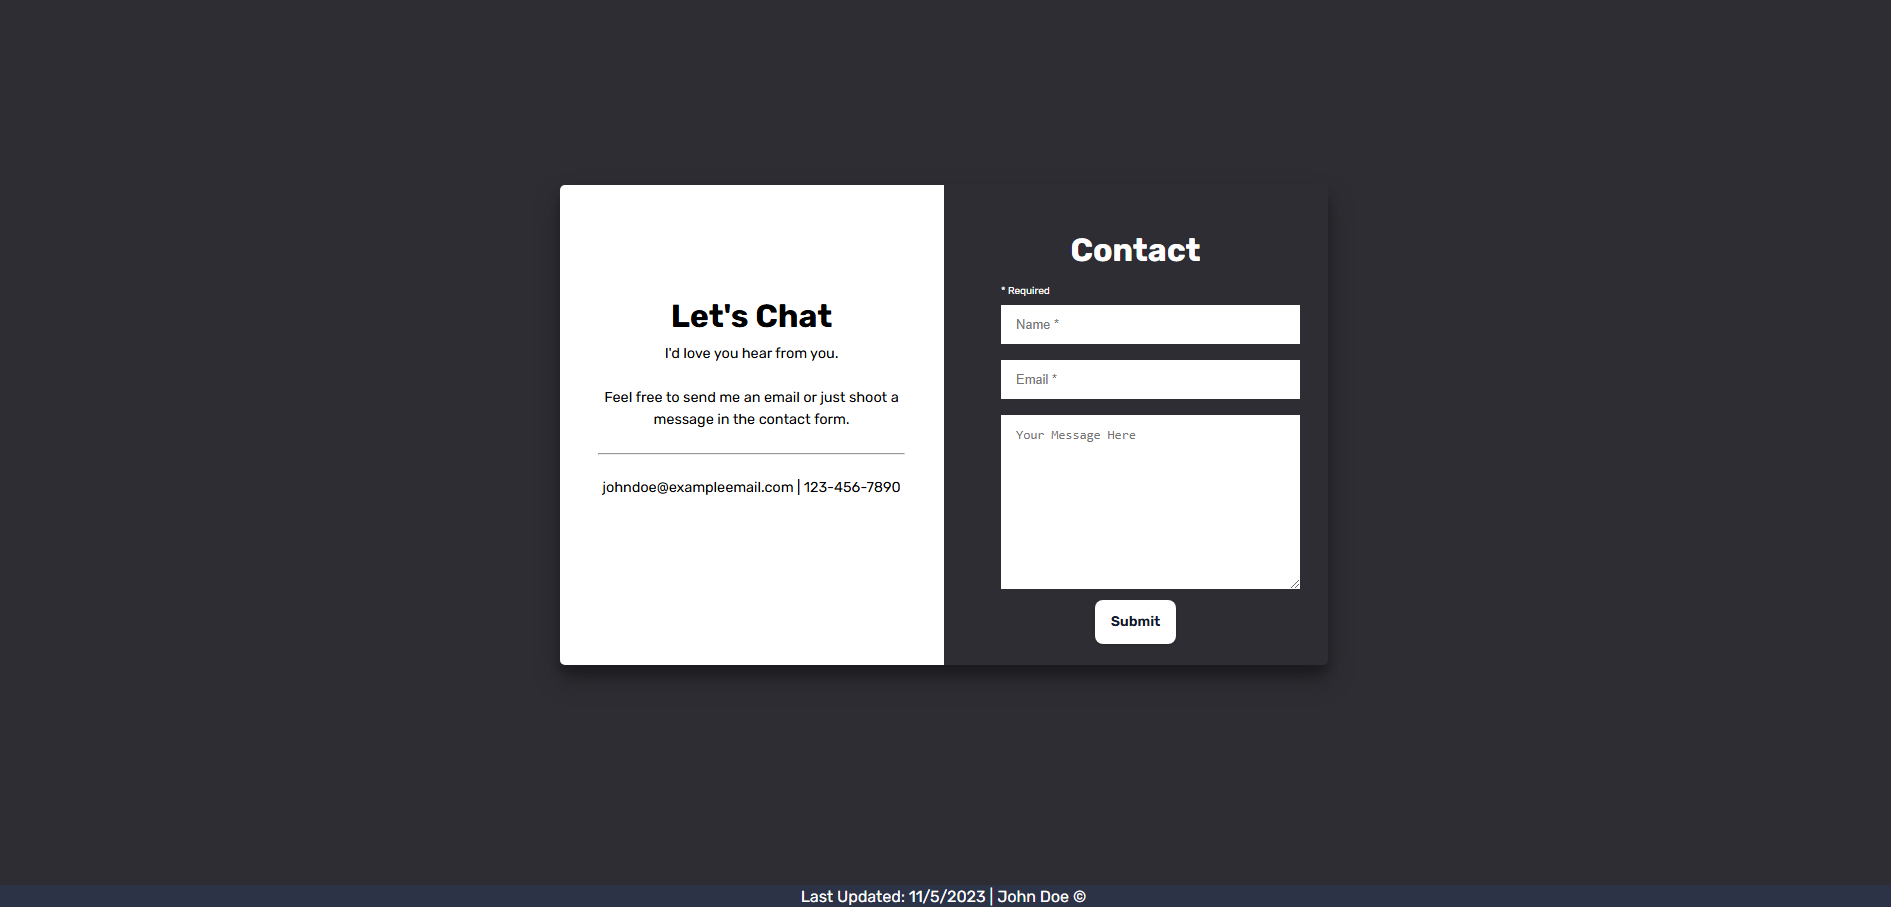 Let's Chat
I'd love you hear from you.
Feel free to send me an email or just shoot a
message in the contact form.
johndoe@exampleemail.com | 123-456-7890
Contact
* Required
Name *
Email *
Your Message Here
Submit
Last Updated: 11/5/2023 | John Doe ©